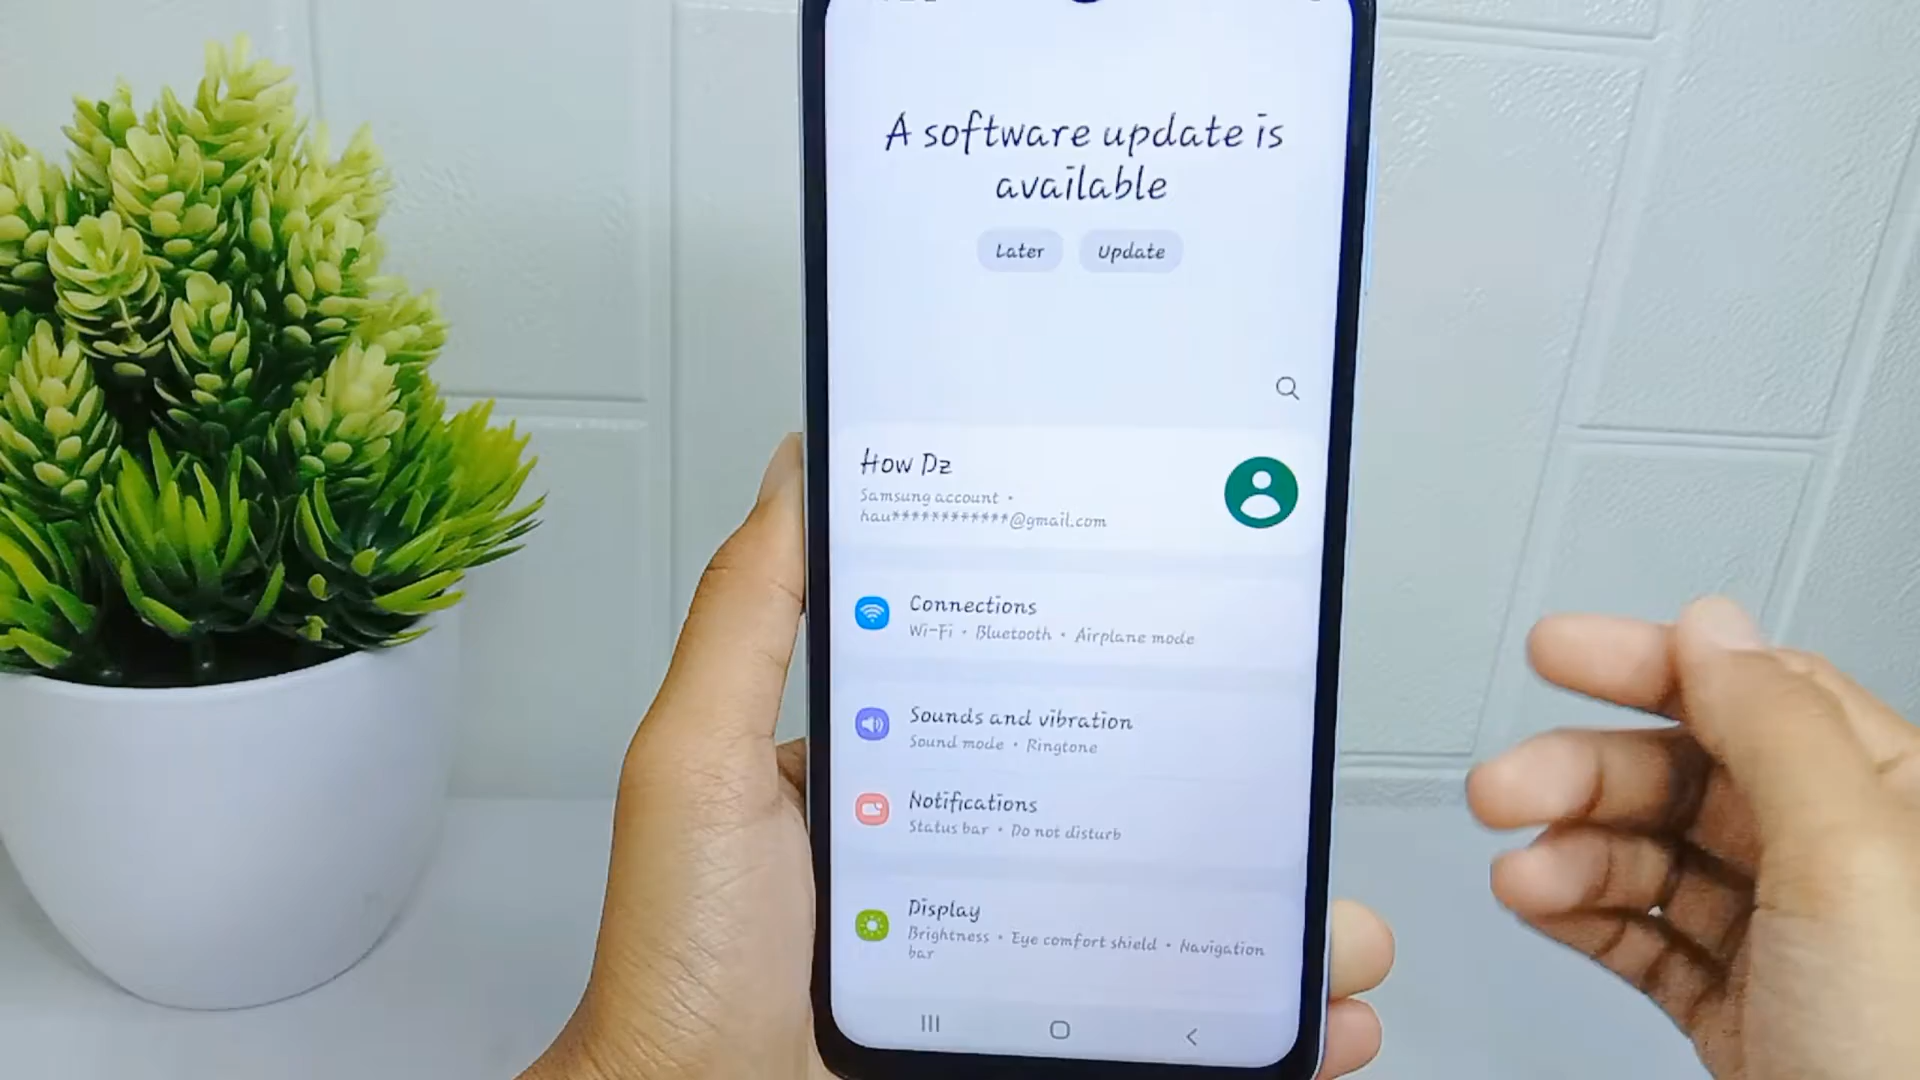 A software update is
available
Later Update
How Dz
Samsung account •
hau************@gmail.com
Connections
Wi-Fi • Bluetooth • Airplane mode
Sounds and vibration
Sound mode • Ringtone
Notifications
Status bar • Do not disturb
Display
Brightness • Eye comfort shield • Navigation
bar